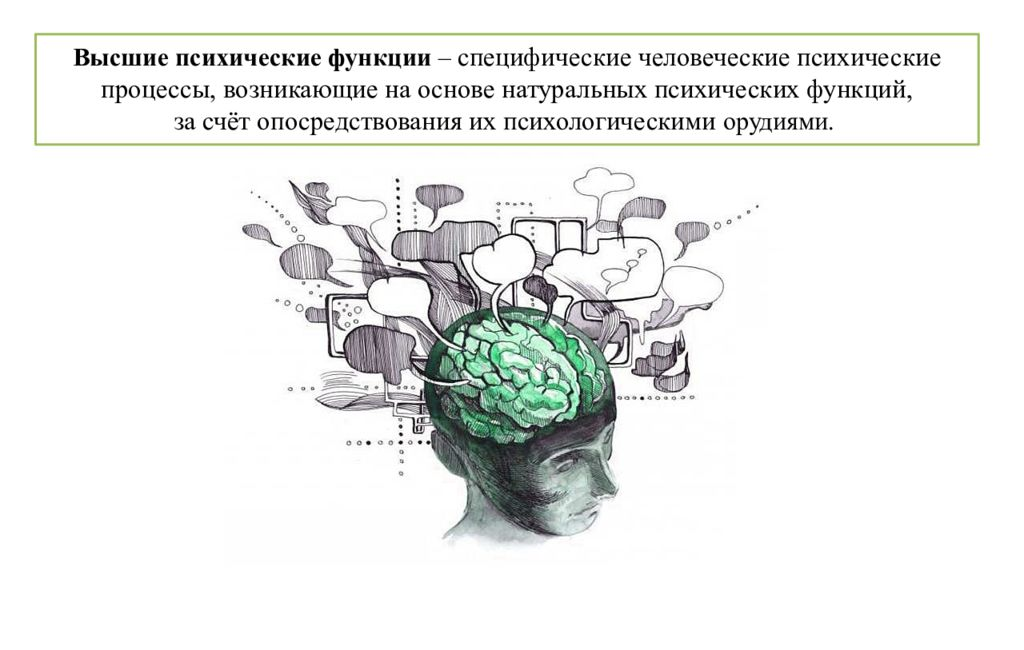 Высшие психические функции – специфические человеческие психические
процессы, возникающие на основе натуральных психических функций,
за счёт опосредствования их психологическими орудиями.